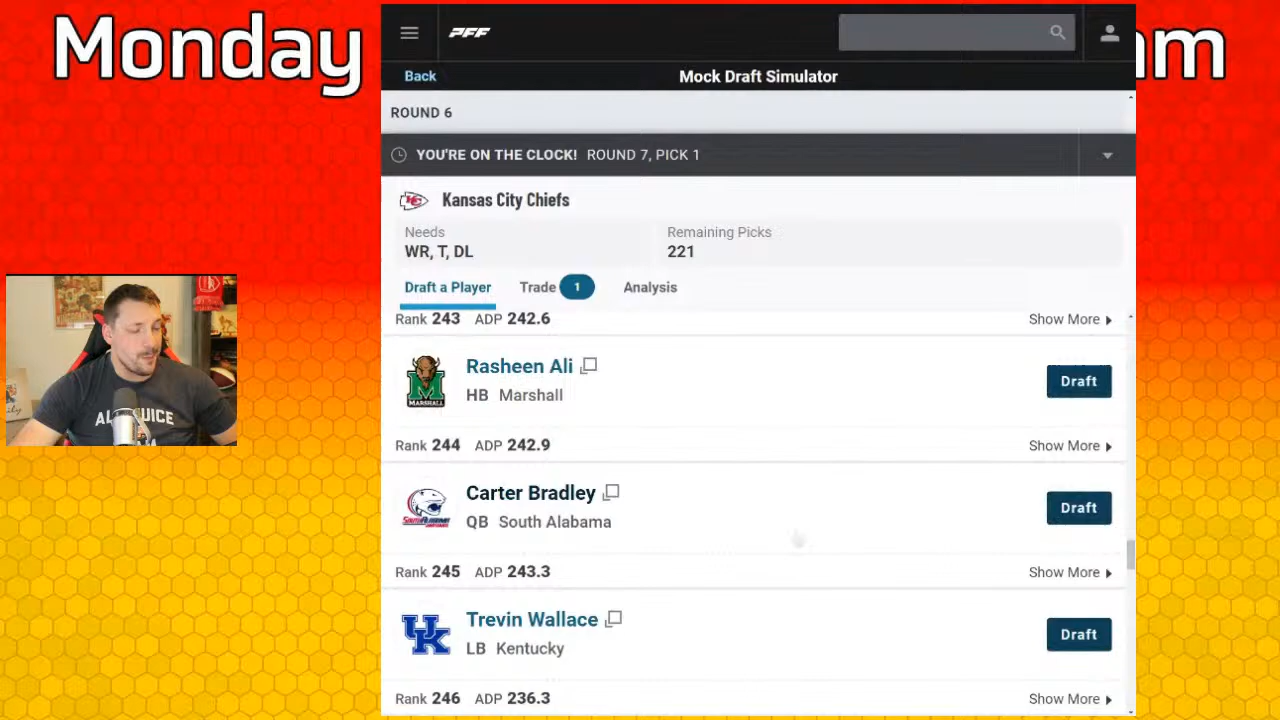 Monday
am
PFF
Back
Mock Draft Simulator
ROUND 6
YOU'RE ON THE CLOCK! ROUND 7, PICK 1
Kansas City Chiefs
Needs
WR, T, DL
Remaining Picks
221
Draft a Player
Trade 1
Analysis
Rank 243 ADP 242.6
Show More
Rasheen Ali
HB Marshall
MARSHALL
Draft
Rank 244 ADP 242.9
Show More
Carter Bradley
QB South Alabama
Draft
Rank 245 ADP 243.3
Show More
Trevin Wallace
LB Kentucky
UK
Draft
Rank 246 ADP 236.3
Show More